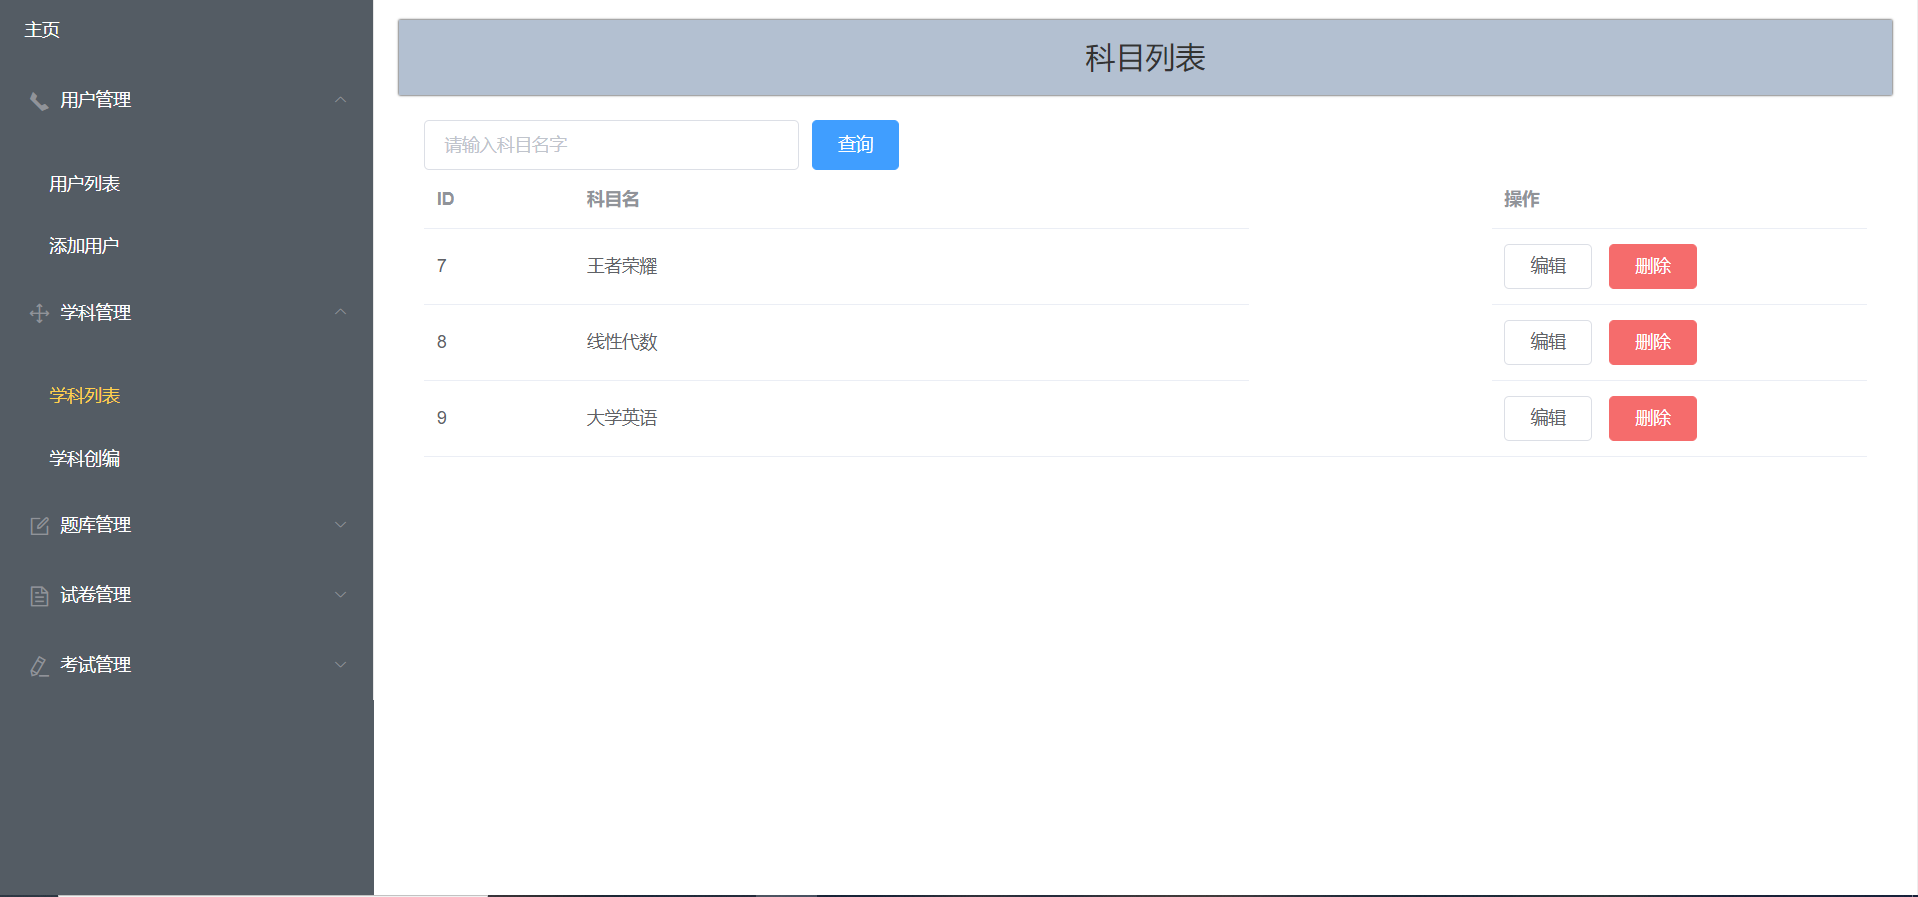 主页
用户管理
用户列表
添加用户
学科管理
学科列表
学科创编
题库管理
试卷管理
考试管理
科目列表
请输入科目名字 查询
ID 科目名 操作
7 王者荣耀 编辑 删除
8 线性代数 编辑 删除
9 大学英语 编辑 删除